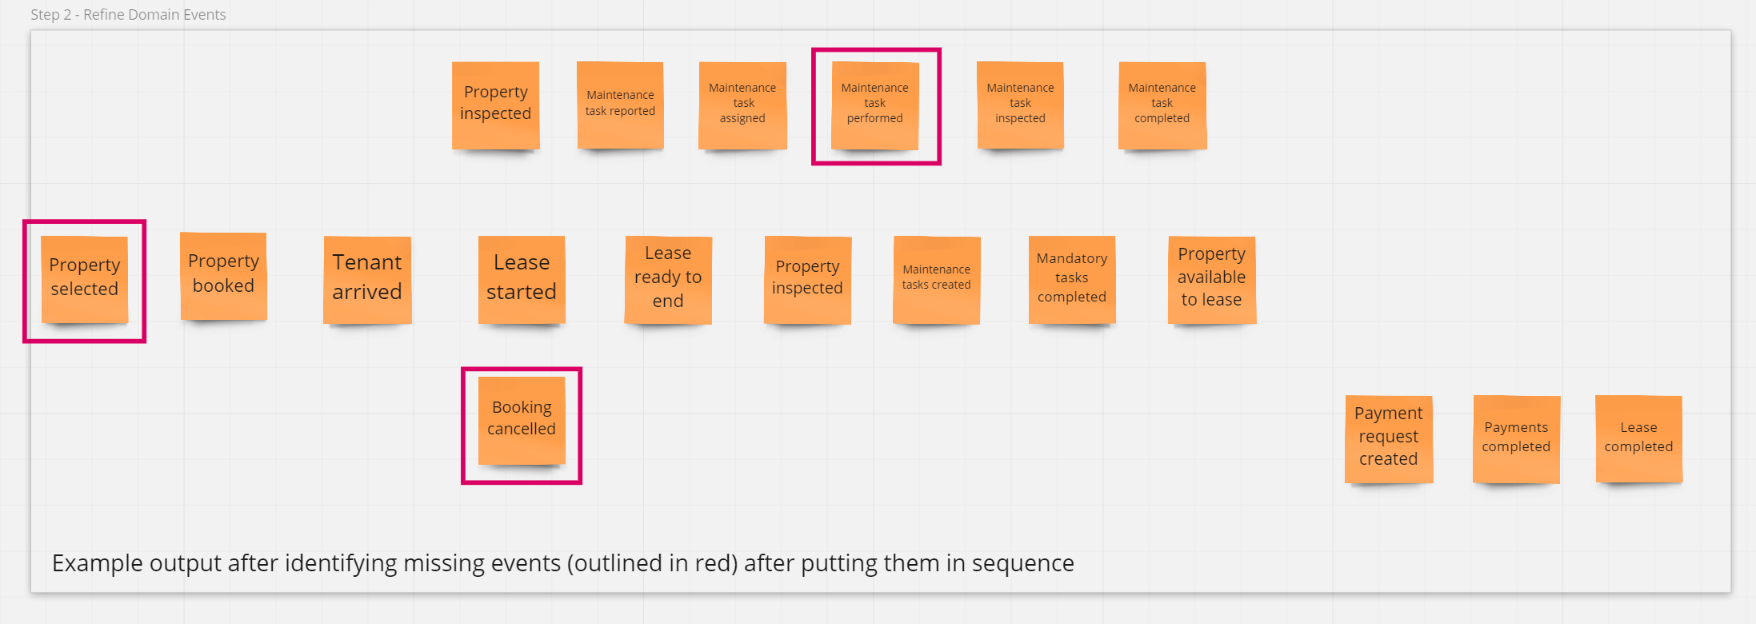 Step 2 - Refine Domain Events
Property
inspected
Maintenance
task reported
Maintenance
task
assigned
Maintenance
task
performed
Maintenance
task
inspected
Maintenance
task
completed
Property
selected
Property
booked
Tenant
arrived
Lease
started
Lease
ready to
end
Property
inspected
Maintenance
tasks created
Mandatory
tasks
completed
Property
available
to lease
Booking
cancelled
Payment
request
created
Payments
completed
Lease
completed
Example output after identifying missing events (outlined in red) after putting them in sequence